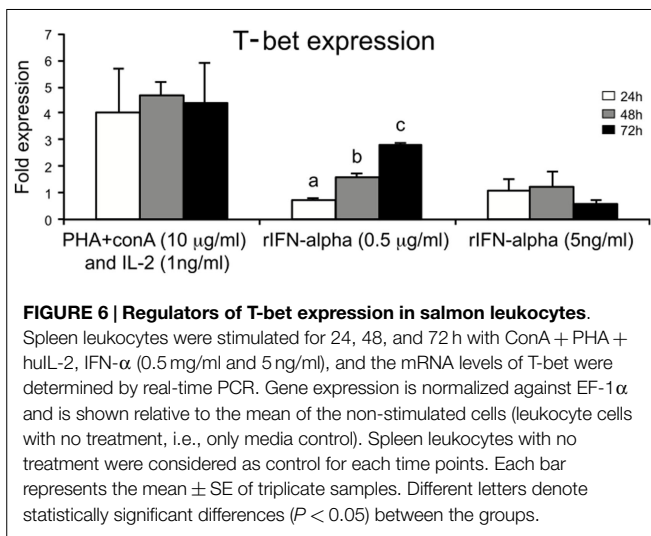 T-bet expression
Fold expression
7
6
5
4
3
2
1
0
24h
48h
72h
a
b
c
PHA+conA (10 μg/ml)
and IL-2 (1ng/ml)
rIFN-alpha (0.5 μg/ml)
rIFN-alpha (5ng/ml)
FIGURE 6 | Regulators of T-bet expression in salmon leukocytes.
Spleen leukocytes were stimulated for 24, 48, and 72 h with ConA + PHA +
huIL-2, IFN-α (0.5 mg/ml and 5 ng/ml), and the mRNA levels of T-bet were
determined by real-time PCR. Gene expression is normalized against EF-1α
and is shown relative to the mean of the non-stimulated cells (leukocyte cells
with no treatment, i.e., only media control). Spleen leukocytes with no
treatment were considered as control for each time points. Each bar
represents the mean ± SE of triplicate samples. Different letters denote
statistically significant differences (P < 0.05) between the groups.